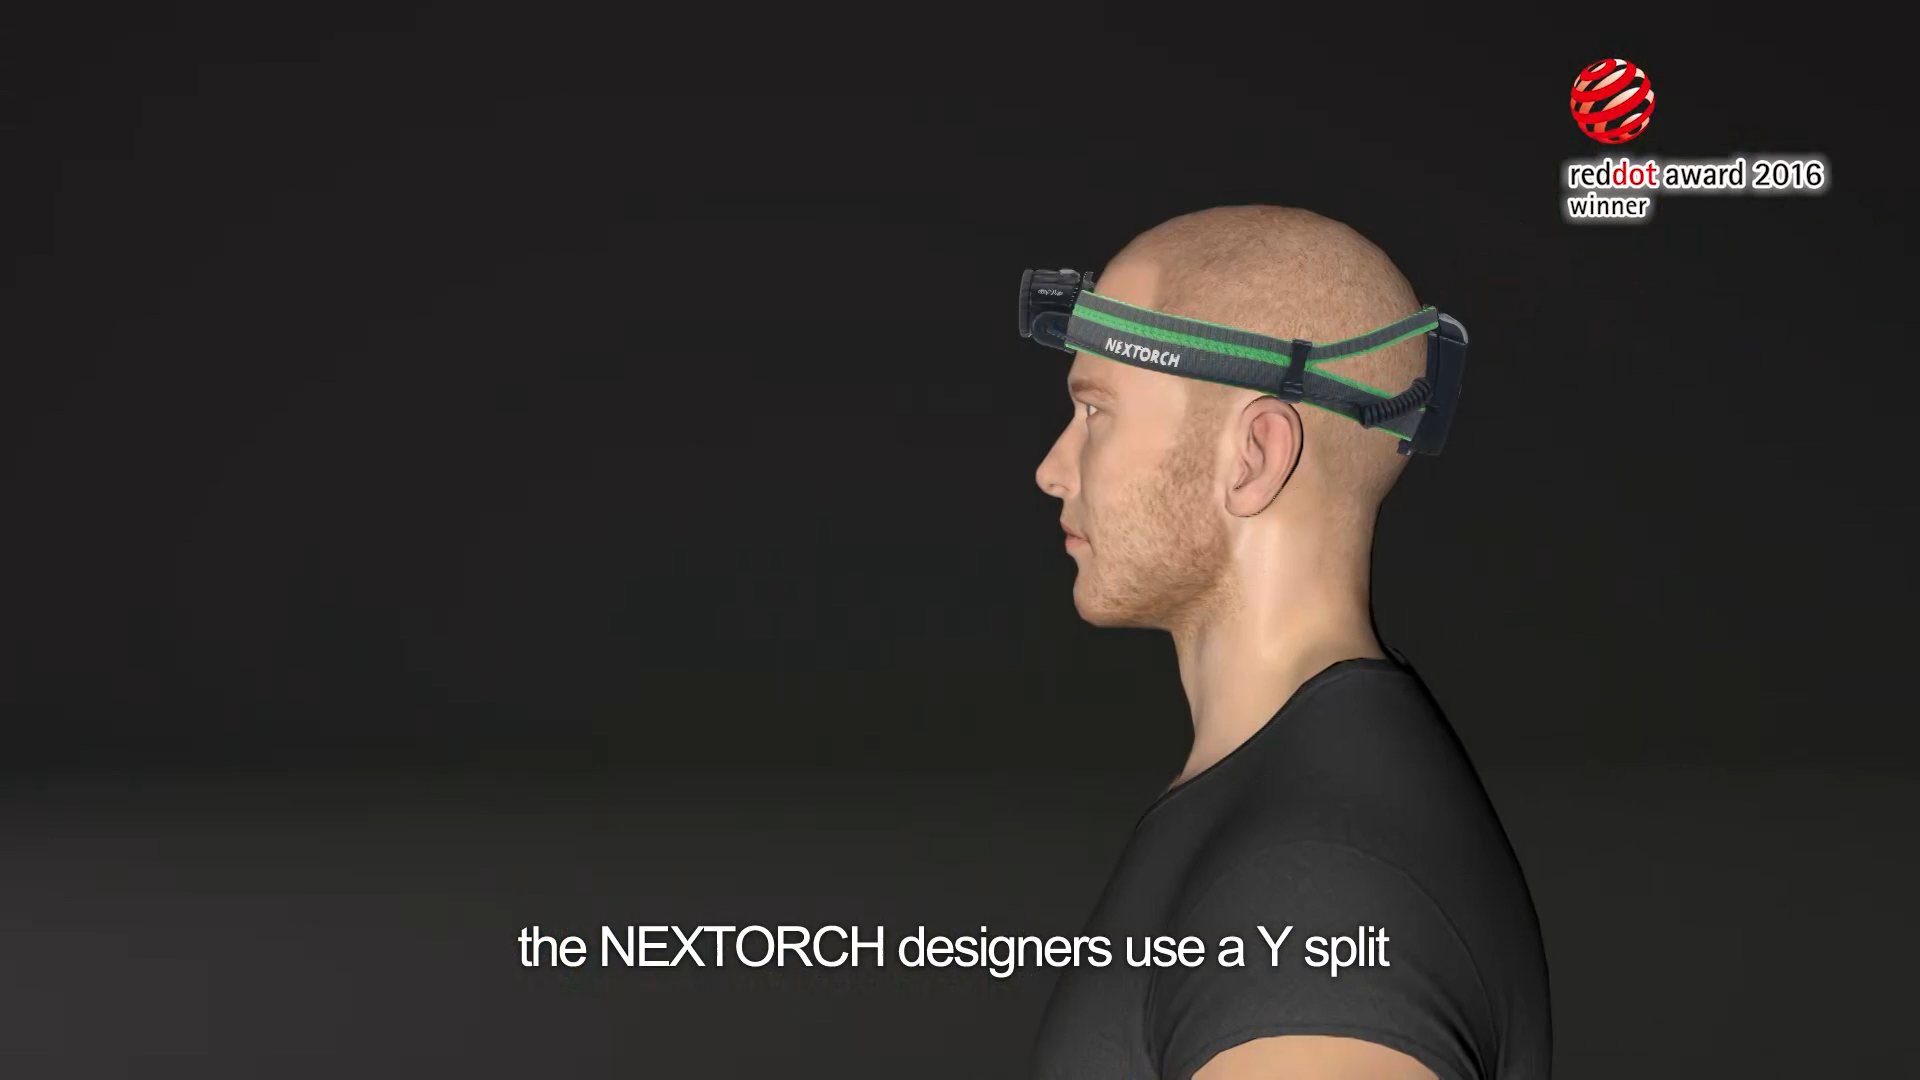 reddot award 2016
winner
NEXTORCH
the NEXTORCH designers use a Y split